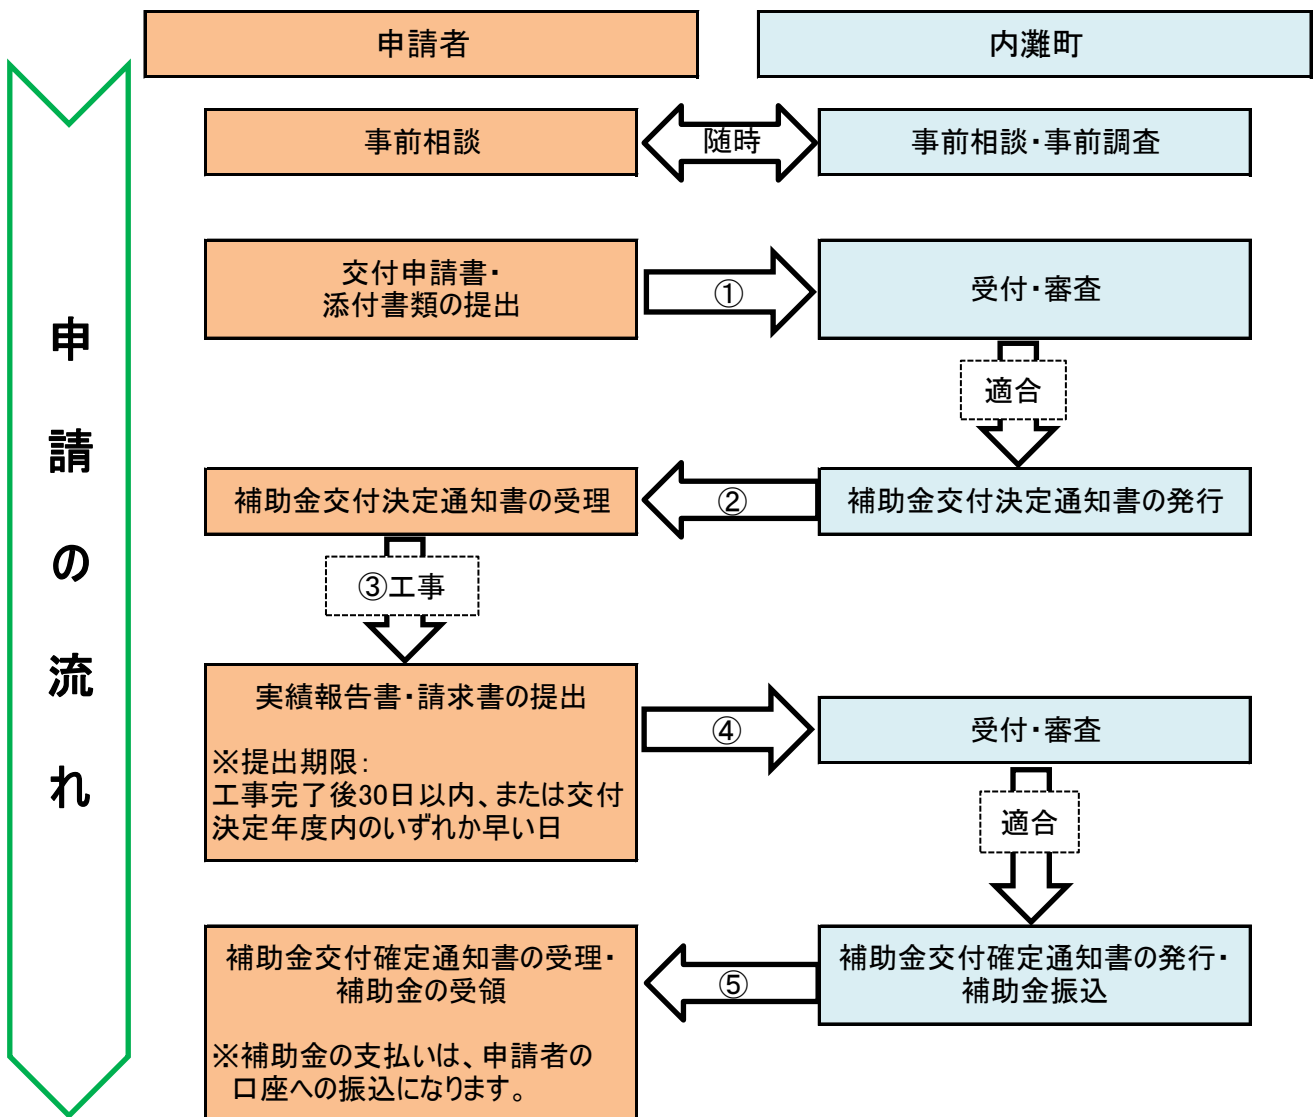 申請者
内灘町
申請の流れ
事前相談
随時
事前相談・事前調査
交付申請書・
添付書類の提出
①
受付・審査
適合
補助金交付決定通知書の受理
②
補助金交付決定通知書の発行
③工事
実績報告書・請求書の提出
※提出期限：
工事完了後30日以内、または交付
決定年度内のいずれか早い日
④
受付・審査
適合
補助金交付確定通知書の受理・
補助金の受領
※補助金の支払いは、申請者の
口座への振込になります。
⑤
補助金交付確定通知書の発行・
補助金振込